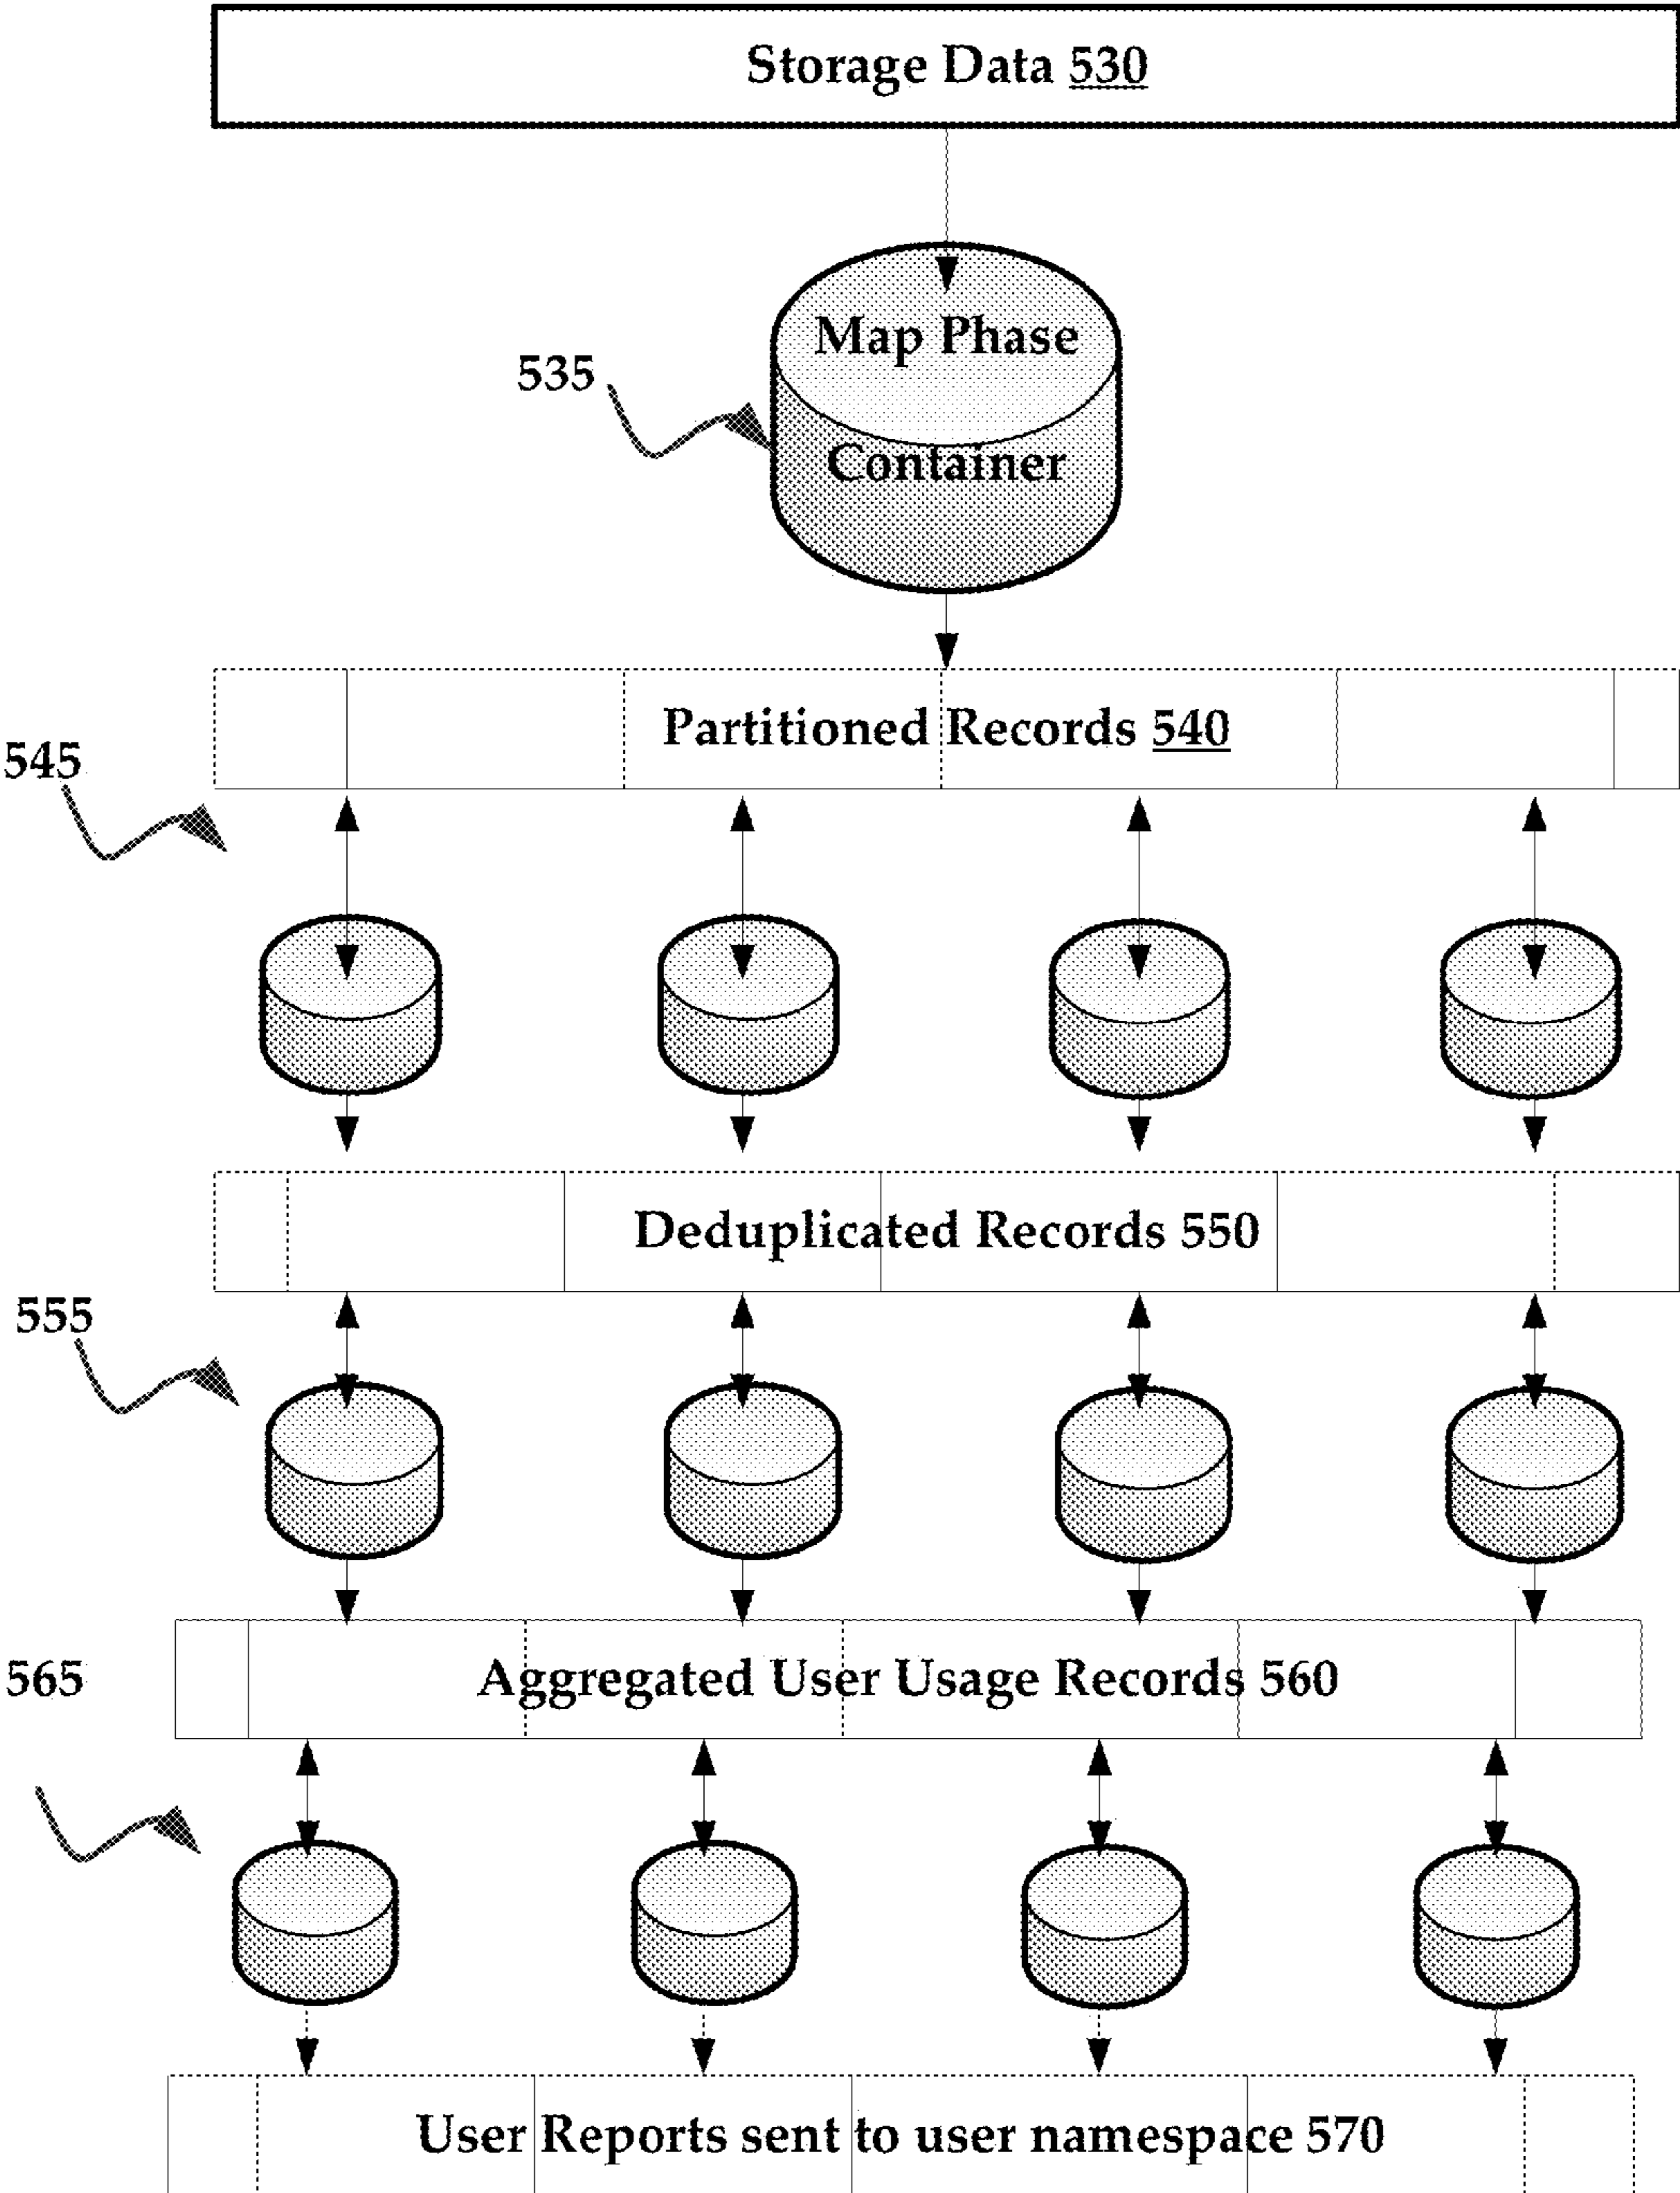 Storage Data 530
Map Phase
535
Container
Partitioned Records 540
545
Deduplicated Records 550
555
Aggregated User Usage Records 560
565
User Reports sent to user namespace 570